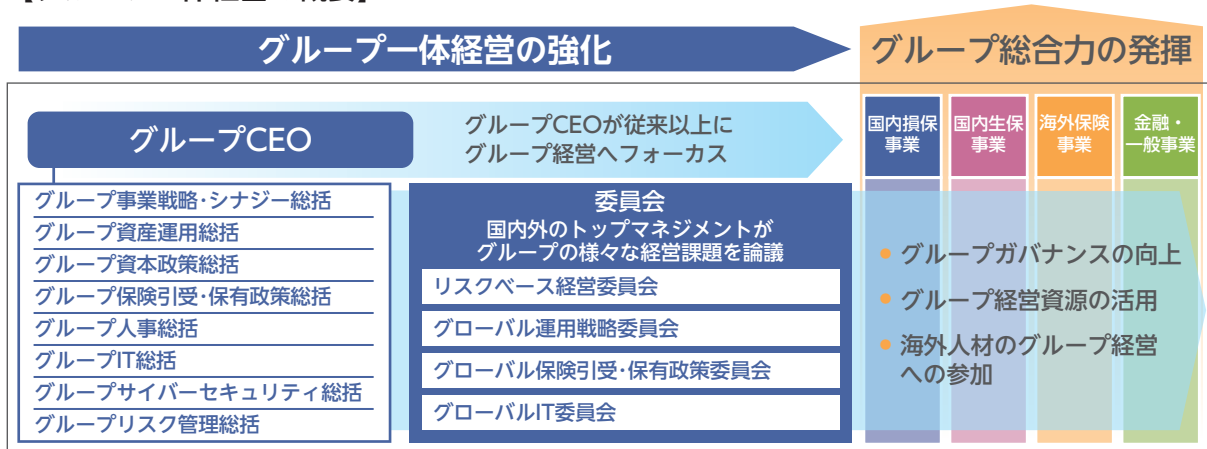 グループ一体経営の強化
グループ総合力の発揮
グループCEO
グループCEOが従来以上に
グループ経営へフォーカス
国内損保
事業
国内生保
事業
海外保険
事業
金融・
一般事業
グループ事業戦略・シナジー総括
グループ資産運用総括
グループ資本政策総括
グループ保険引受・保有政策総括
グループ人事総括
グループIT総括
グループサイバーセキュリティ総括
グループリスク管理総括
委員会
国内外のトップマネジメントが
グループの様々な経営課題を論議
リスクベース経営委員会
グローバル運用戦略委員会
グローバル保険引受・保有政策委員会
グローバルIT委員会
● グループガバナンスの向上
● グループ経営資源の活用
● 海外人材のグループ経営
への参加